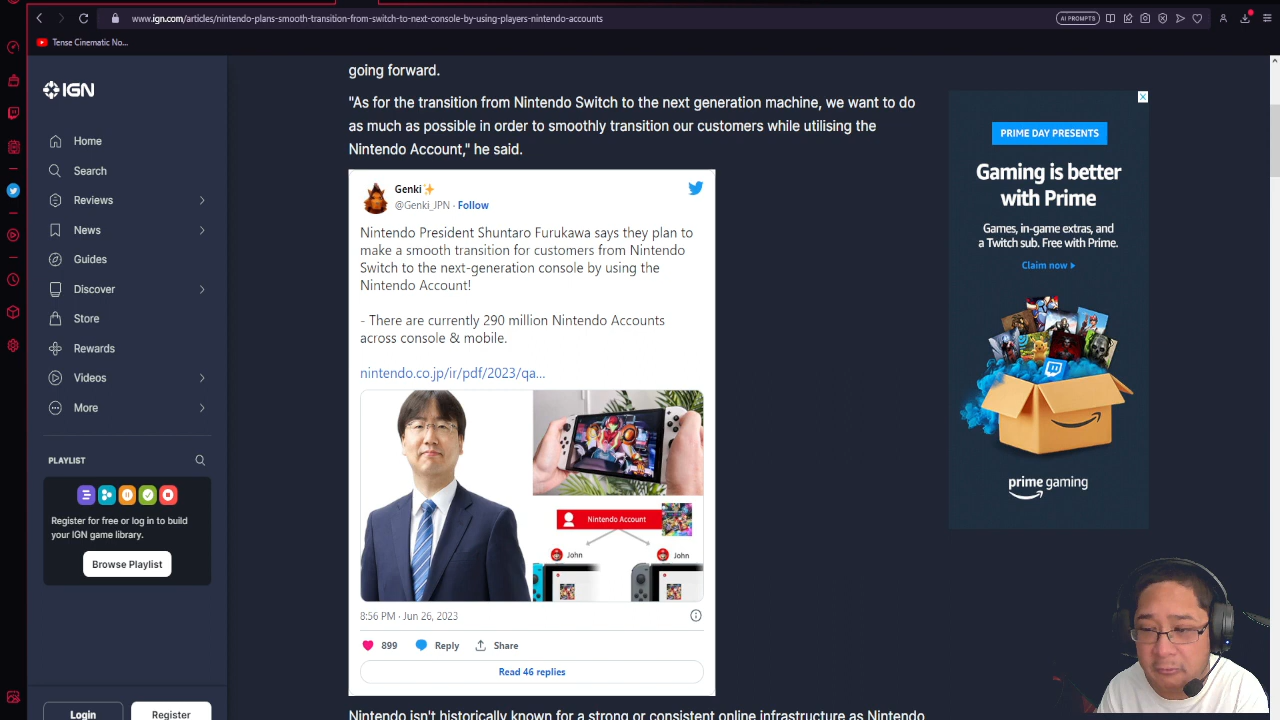 www.ign.com/articles/nintendo-plans-smooth-transition-from-switch-to-next-console-by-using-players-nintendo-accounts
AI PROMPTS
Tense Cinematic No...
IGN
Home
Search
Reviews
News
Guides
Discover
Store
Rewards
Videos
More
PLAYLIST
Register for free or log in to build
your IGN game library.
Browse Playlist
Login
Register
going forward.
"As for the transition from Nintendo Switch to the next generation machine, we want to do
as much as possible in order to smoothly transition our customers while utilising the
Nintendo Account," he said.
Genki✨
@Genki_JPN · Follow
Nintendo President Shuntaro Furukawa says they plan to
make a smooth transition for customers from Nintendo
Switch to the next-generation console by using the
Nintendo Account!
- There are currently 290 million Nintendo Accounts
across console & mobile.
nintendo.co.jp/ir/pdf/2023/qa...
Nintendo Account
John
John
8:56 PM · Jun 26, 2023
899
Reply
Share
Read 46 replies
Nintendo isn't historically known for a strong or consistent online infrastructure as Nintendo
PRIME DAY PRESENTS
Gaming is better
with Prime
Games, in-game extras, and
a Twitch sub. Free with Prime.
Claim now
prime gaming